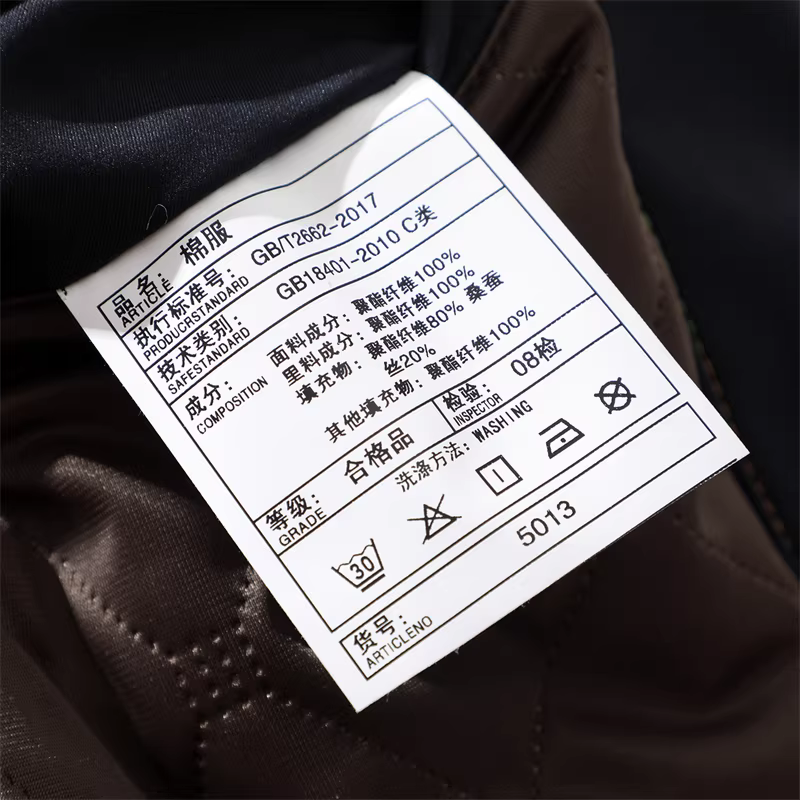 品名: 棉服
ARTICLE
执行标准号: GB/T2662-2017
PRODUCRSTANDARD
技术类别: GB18401-2010 C类
SAFESTANDARD
成分:
COMPOSITION
面料成分: 聚酯纤维100%
里料成分: 聚酯纤维100%
填充物: 聚酯纤维80% 桑蚕
丝20%
其他填充物: 聚酯纤维100%
等级: 合格品
GRADE
检验: 08检
INSPECTOR
洗涤方法: WASHING
30
货号: 5013
ARTICLENO